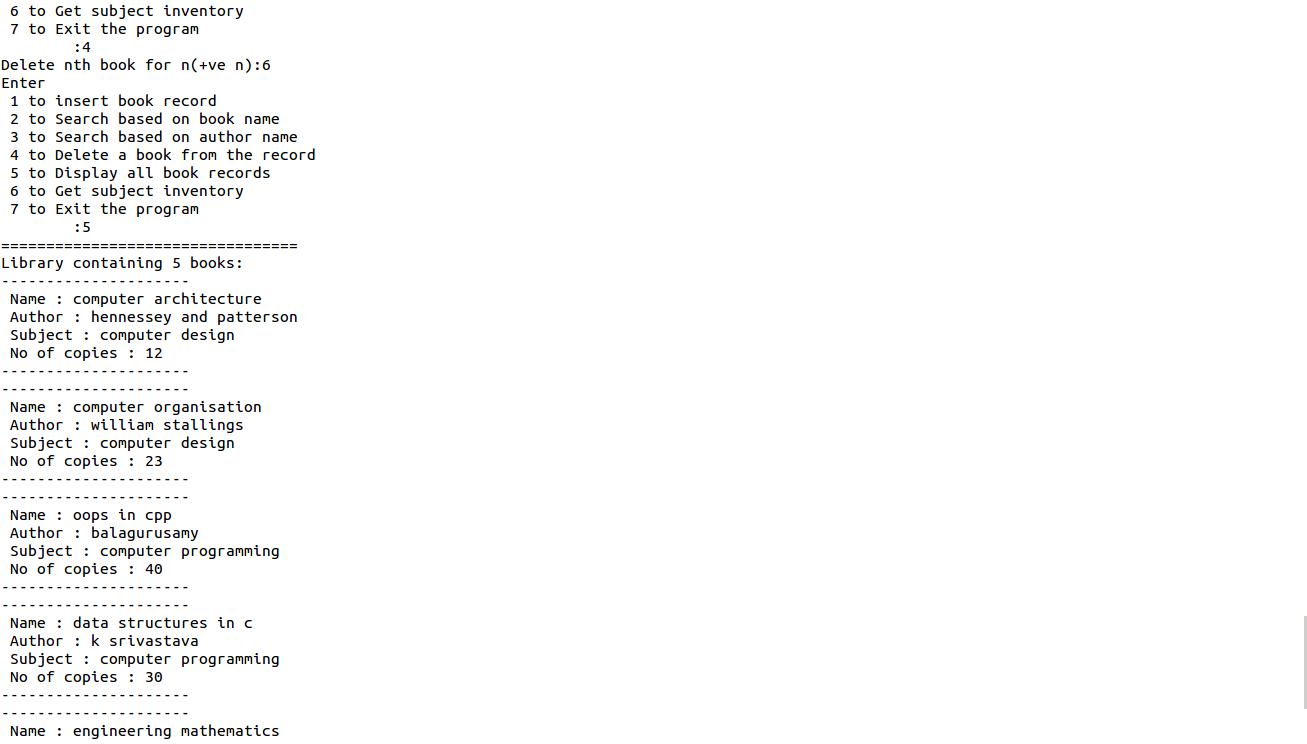 6 to Get subject inventory
 7 to Exit the program
        :4
Delete nth book for n(+ve n):6
Enter
 1 to insert book record
 2 to Search based on book name
 3 to Search based on author name
 4 to Delete a book from the record
 5 to Display all book records
 6 to Get subject inventory
 7 to Exit the program
        :5
=================================
Library containing 5 books:
---------------------
 Name : computer architecture
 Author : hennessey and patterson
 Subject : computer design
 No of copies : 12
---------------------
---------------------
 Name : computer organisation
 Author : william stallings
 Subject : computer design
 No of copies : 23
---------------------
---------------------
 Name : oops in cpp
 Author : balagurusamy
 Subject : computer programming
 No of copies : 40
---------------------
---------------------
 Name : data structures in c
 Author : k srivastava
 Subject : computer programming
 No of copies : 30
---------------------
---------------------
 Name : engineering mathematics